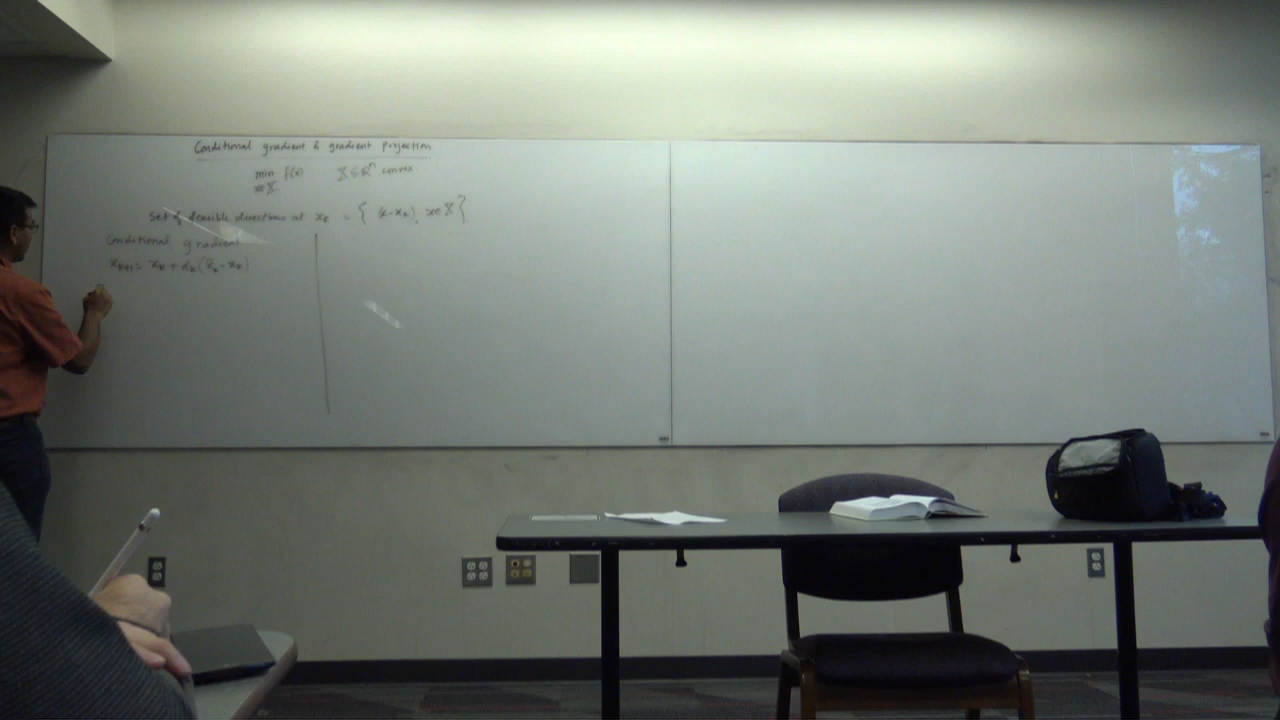 Conditional gradient & gradient Projection
min f(x) X ⊆ ℝⁿ convex
x∈X
Set of feasible directions at xₖ = { (x-xₖ), x∈X }
Conditional gradient
xₖ₊₁ = xₖ + αₖ(x̄ₖ - xₖ)